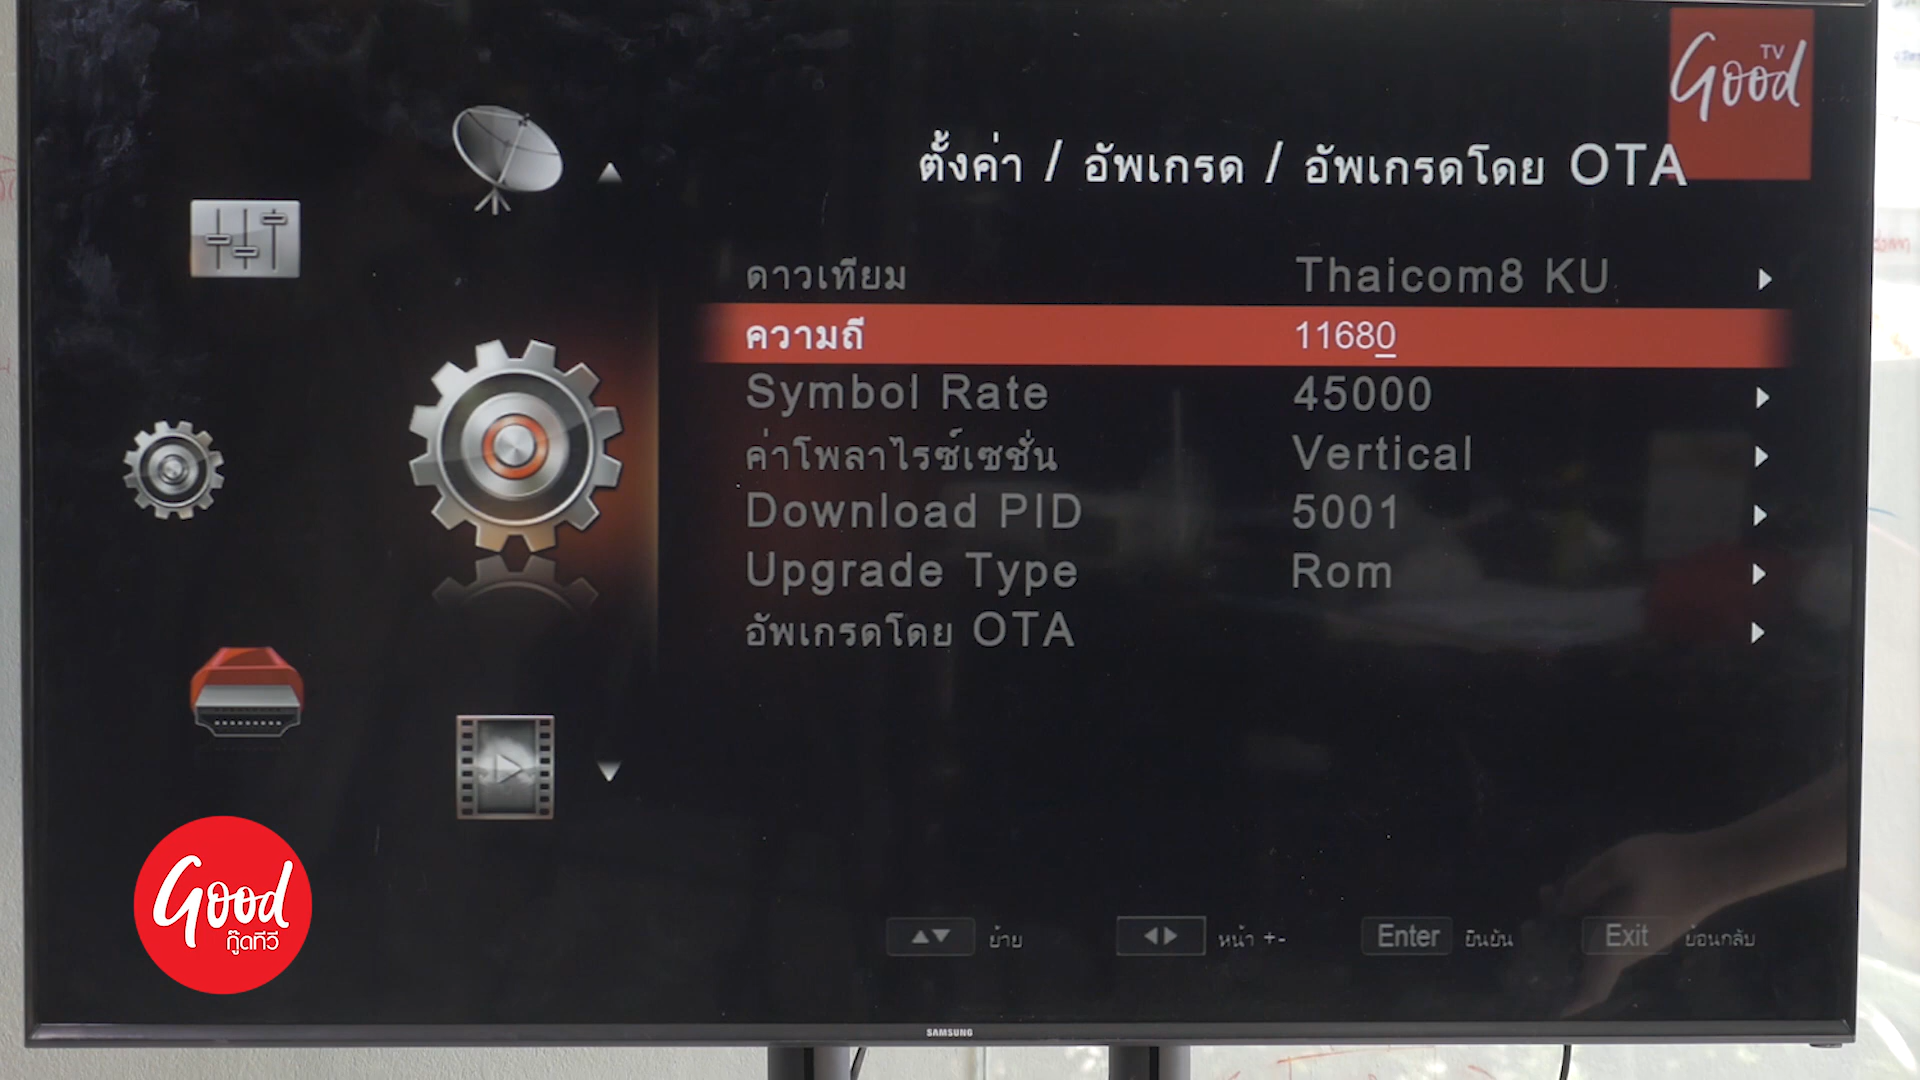 Good TV
ตั้งค่า / อัพเกรด / อัพเกรดโดย OTA
ดาวเทียม Thaicom8 KU
ความถี่ 11680
Symbol Rate 45000
ค่าโพลาไรซ์เซชั่น Vertical
Download PID 5001
Upgrade Type Rom
อัพเกรดโดย OTA
ย้าย หน้า +- Enter ยืนยัน Exit ย้อนกลับ
Good
กู๊ดทีวี
SAMSUNG